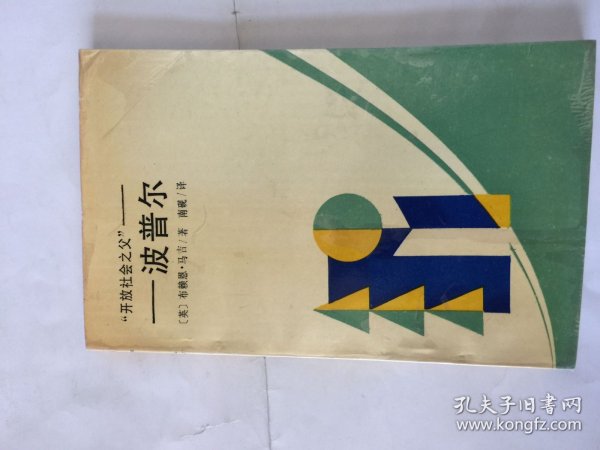 “开放社会之父”——
——波普尔
〔英〕布赖恩·马吉/著 南砚/译
孔夫子旧书网
www.kongfz.com